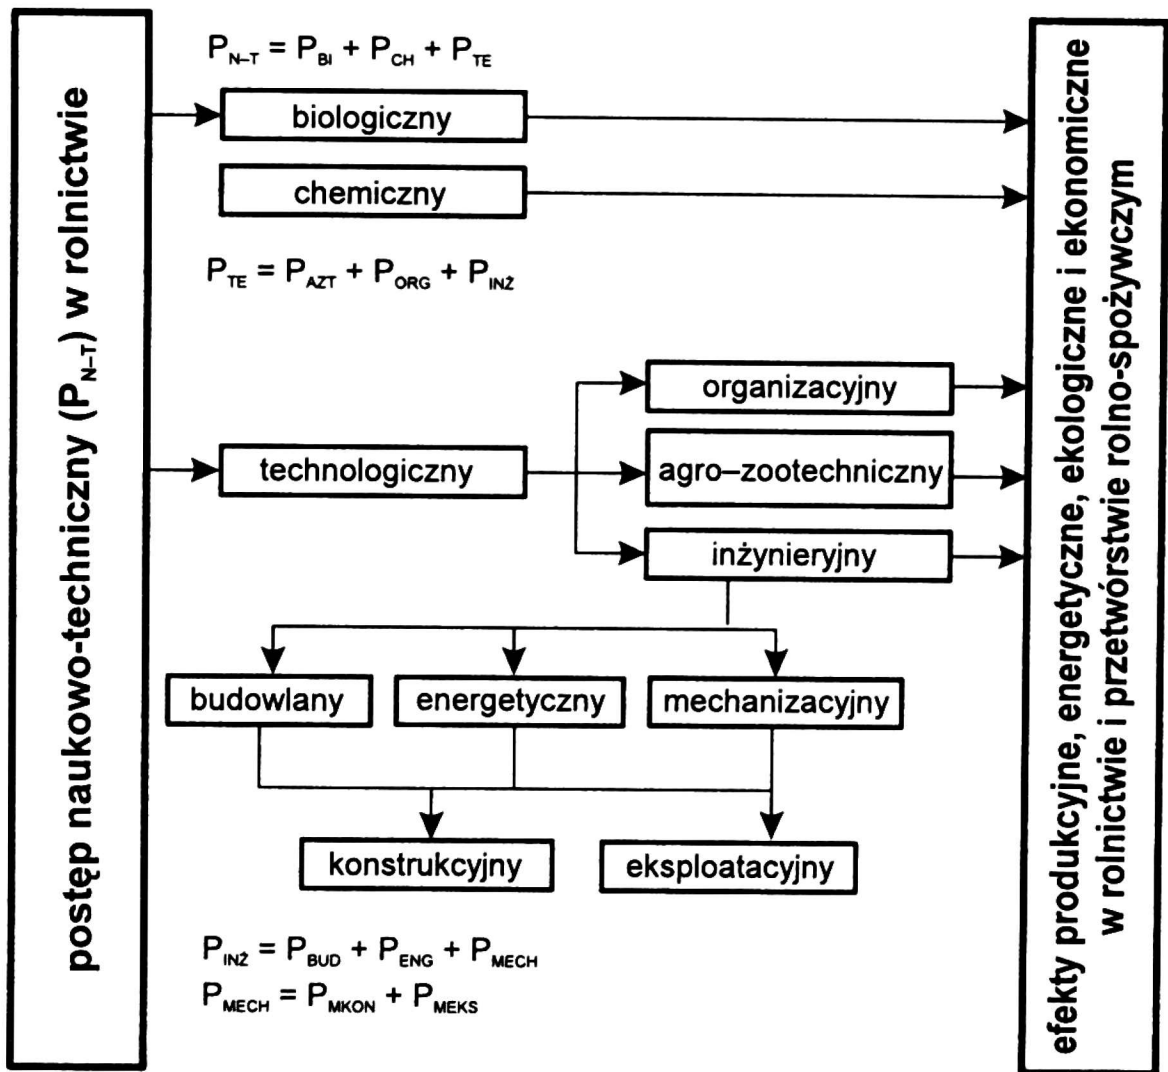 postęp naukowo-techniczny (P_N–T) w rolnictwie
P_N–T = P_BI + P_CH + P_TE
biologiczny
chemiczny
P_TE = P_AZT + P_ORG + P_INŻ
organizacyjny
technologiczny
agro–zootechniczny
inżynieryjny
budowlany
energetyczny
mechanizacyjny
konstrukcyjny
eksploatacyjny
P_INŻ = P_BUD + P_ENG + P_MECH
P_MECH = P_MKON + P_MEKS
efekty produkcyjne, energetyczne, ekologiczne i ekonomiczne
w rolnictwie i przetwórstwie rolno-spożywczym